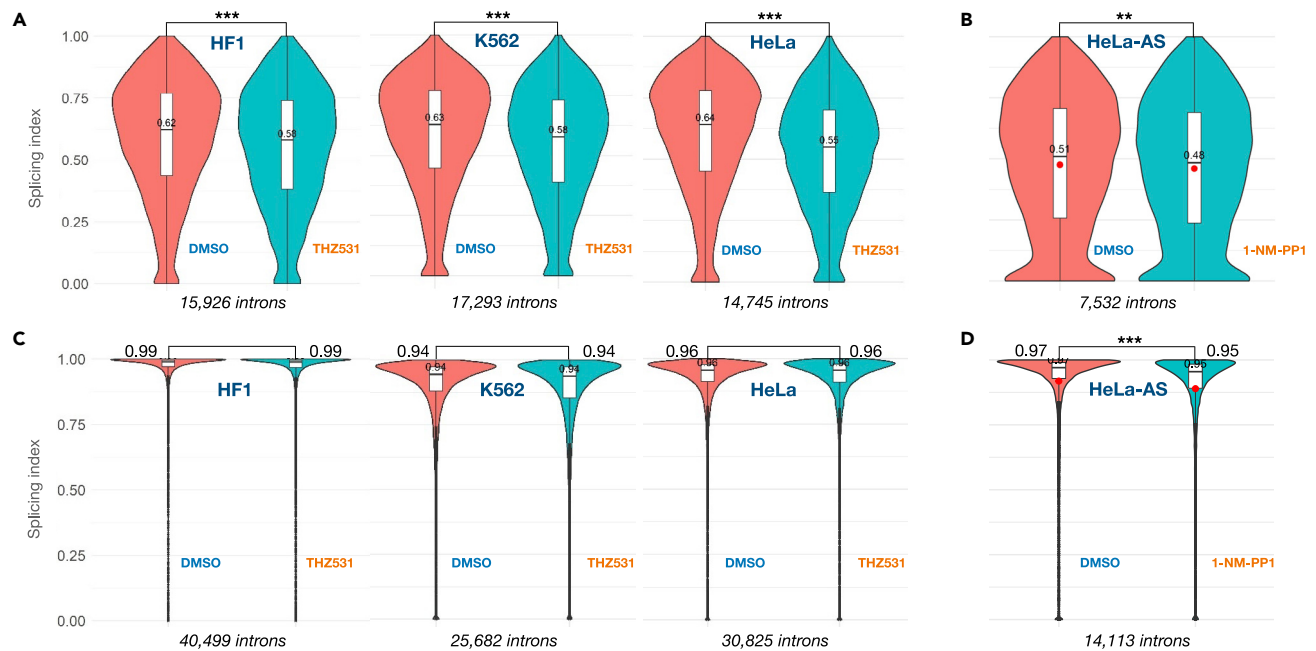 A
***
HF1
***
K562
***
HeLa
B
**
HeLa-AS
Splicing index
1.00
0.75
0.50
0.25
0.00
0.62
0.58
0.63
0.58
0.64
0.55
0.51
0.48
DMSO
THZ531
DMSO
THZ531
DMSO
THZ531
DMSO
1-NM-PP1
15,926 introns
17,293 introns
14,745 introns
7,532 introns
C
0.99
0.99
HF1
0.94
0.94
K562
0.96
0.96
HeLa
D
0.97
***
0.95
HeLa-AS
Splicing index
1.00
0.75
0.50
0.25
0.00
0.94
0.94
0.96
0.96
0.97
DMSO
THZ531
DMSO
THZ531
DMSO
THZ531
DMSO
1-NM-PP1
40,499 introns
25,682 introns
30,825 introns
14,113 introns